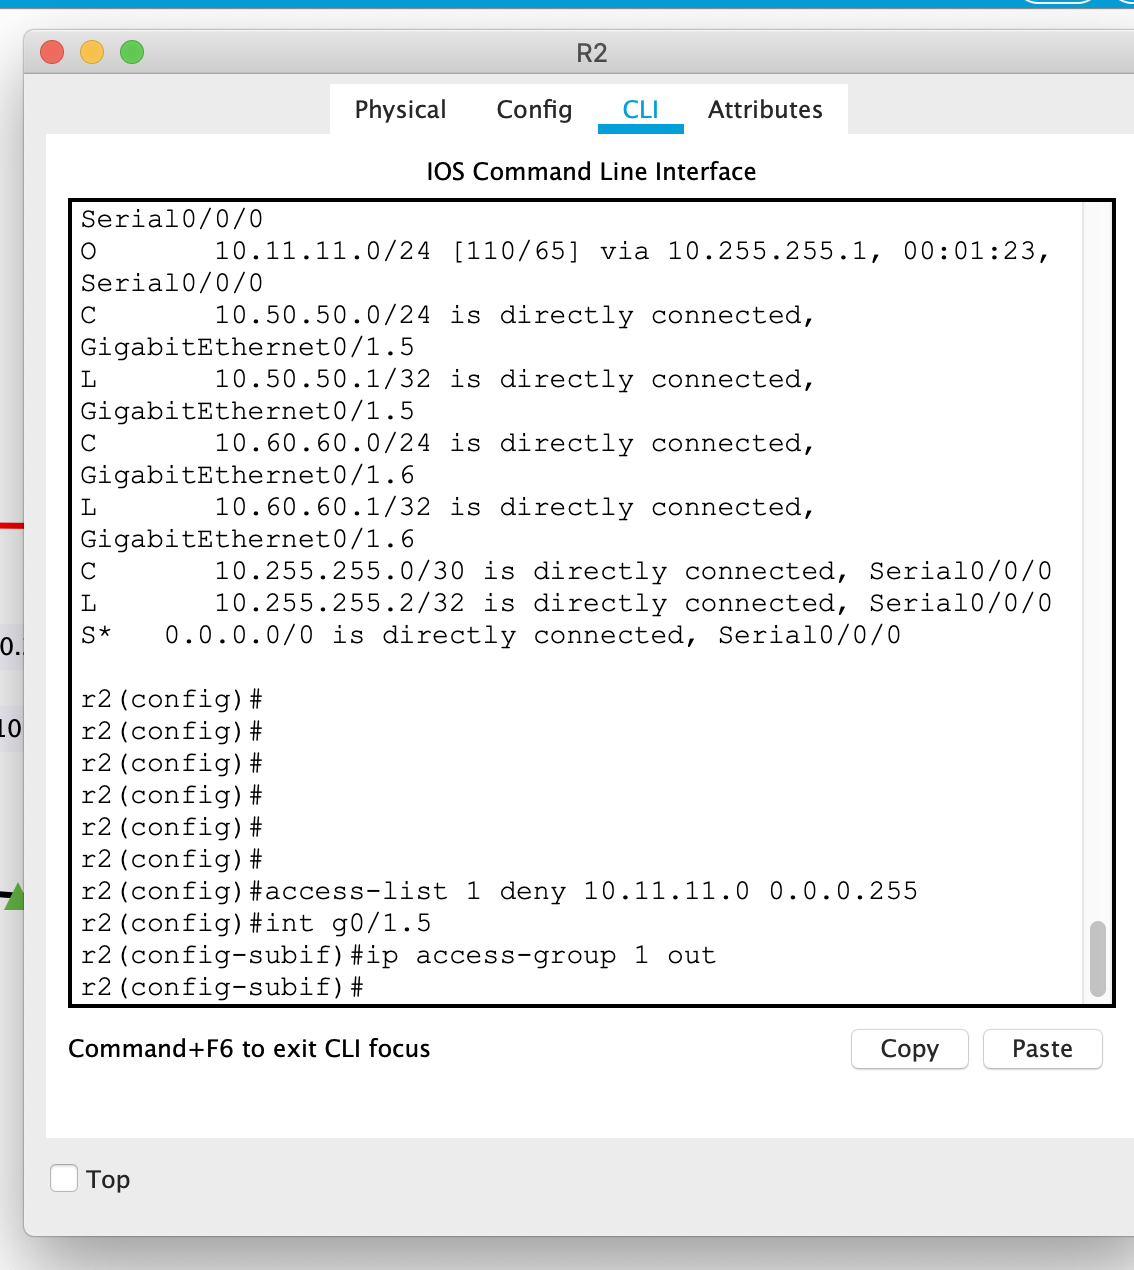 R2
Physical Config CLI Attributes
IOS Command Line Interface
Serial0/0/0
O 10.11.11.0/24 [110/65] via 10.255.255.1, 00:01:23,
Serial0/0/0
C 10.50.50.0/24 is directly connected,
GigabitEthernet0/1.5
L 10.50.50.1/32 is directly connected,
GigabitEthernet0/1.5
C 10.60.60.0/24 is directly connected,
GigabitEthernet0/1.6
L 10.60.60.1/32 is directly connected,
GigabitEthernet0/1.6
C 10.255.255.0/30 is directly connected, Serial0/0/0
L 10.255.255.2/32 is directly connected, Serial0/0/0
S* 0.0.0.0/0 is directly connected, Serial0/0/0
r2(config)#
r2(config)#
r2(config)#
r2(config)#
r2(config)#
r2(config)#
r2(config)#access-list 1 deny 10.11.11.0 0.0.0.255
r2(config)#int g0/1.5
r2(config-subif)#ip access-group 1 out
r2(config-subif)#
Command+F6 to exit CLI focus
Copy Paste
Top